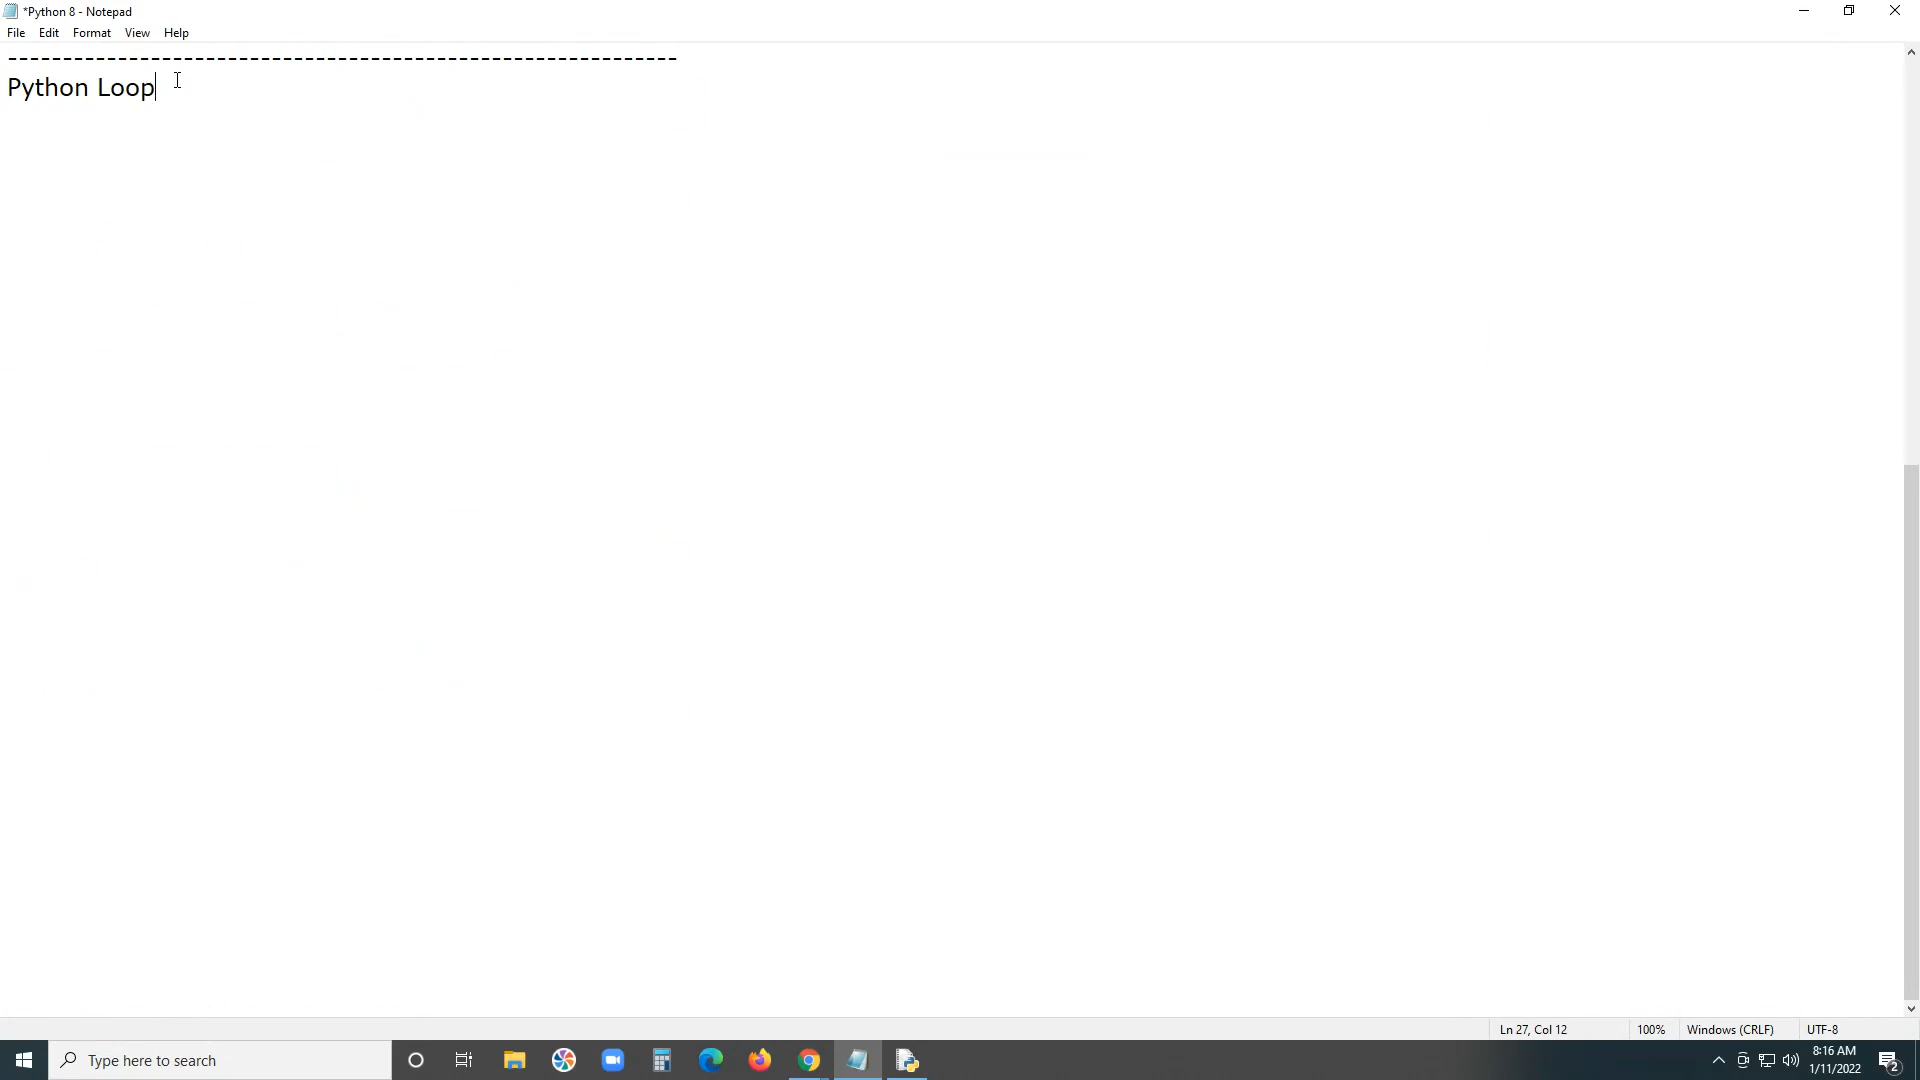 *Python 8 - Notepad
File Edit Format View Help
-------------------------------------------------------------
Python Loop
Ln 27, Col 12 100% Windows (CRLF) UTF-8
Type here to search
8:16 AM
1/11/2022
2